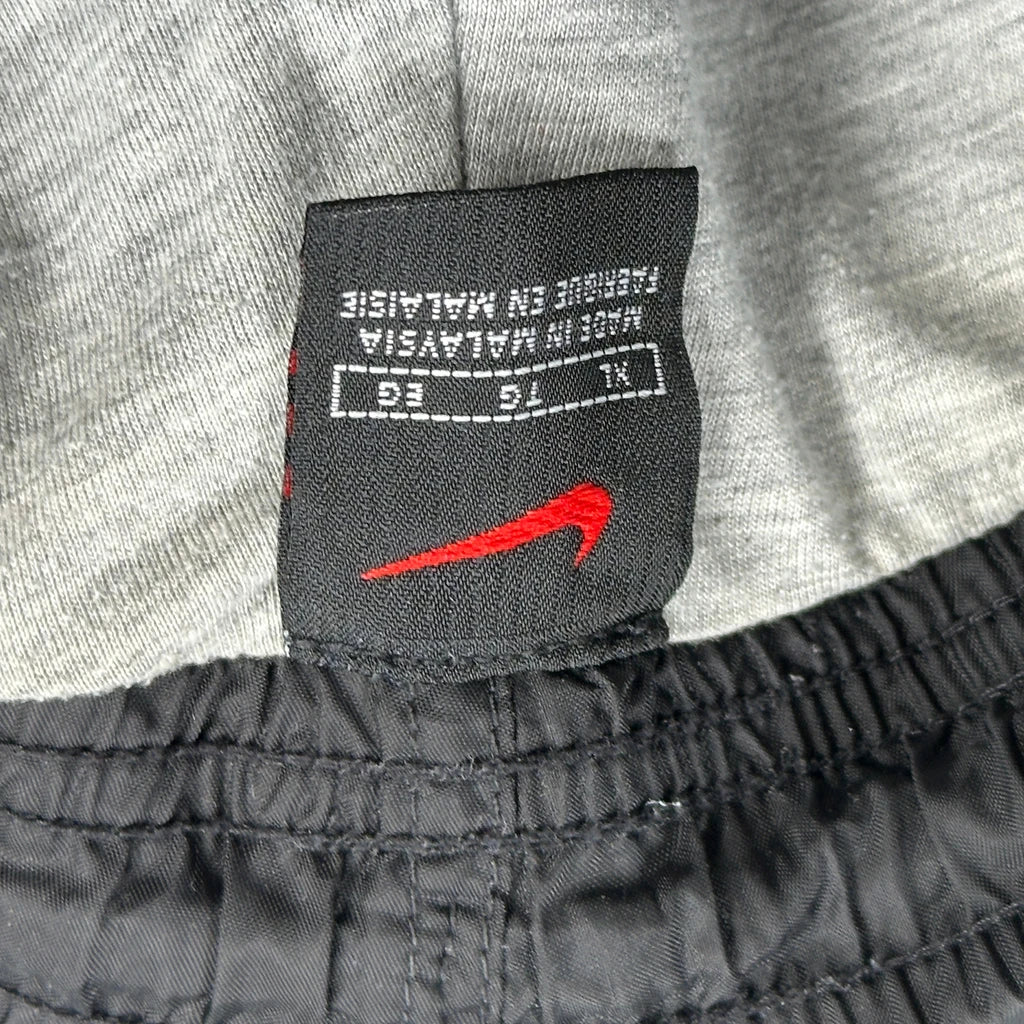 XL TG EG
MADE IN MALAYSIA
FABRIQUE EN MALAISIE